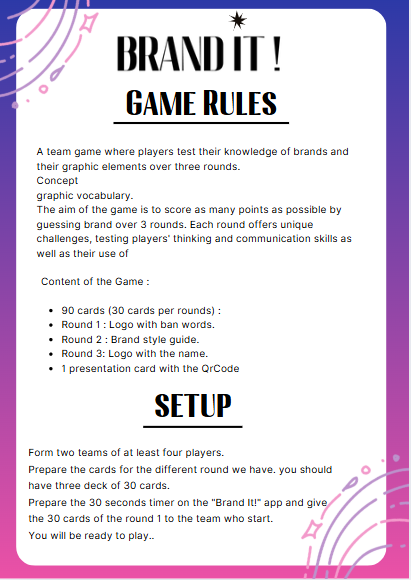 BRAND IT !
GAME RULES
A team game where players test their knowledge of brands and
their graphic elements over three rounds.
Concept
graphic vocabulary.
The aim of the game is to score as many points as possible by
guessing brand over 3 rounds. Each round offers unique
challenges, testing players' thinking and communication skills as
well as their use of
Content of the Game :
• 90 cards (30 cards per rounds) :
• Round 1 : Logo with ban words.
• Round 2 : Brand style guide.
• Round 3: Logo with the name.
• 1 presentation card with the QrCode
SETUP
Form two teams of at least four players.
Prepare the cards for the different round we have. you should
have three deck of 30 cards.
Prepare the 30 seconds timer on the "Brand It!" app and give
the 30 cards of the round 1 to the team who start.
You will be ready to play..